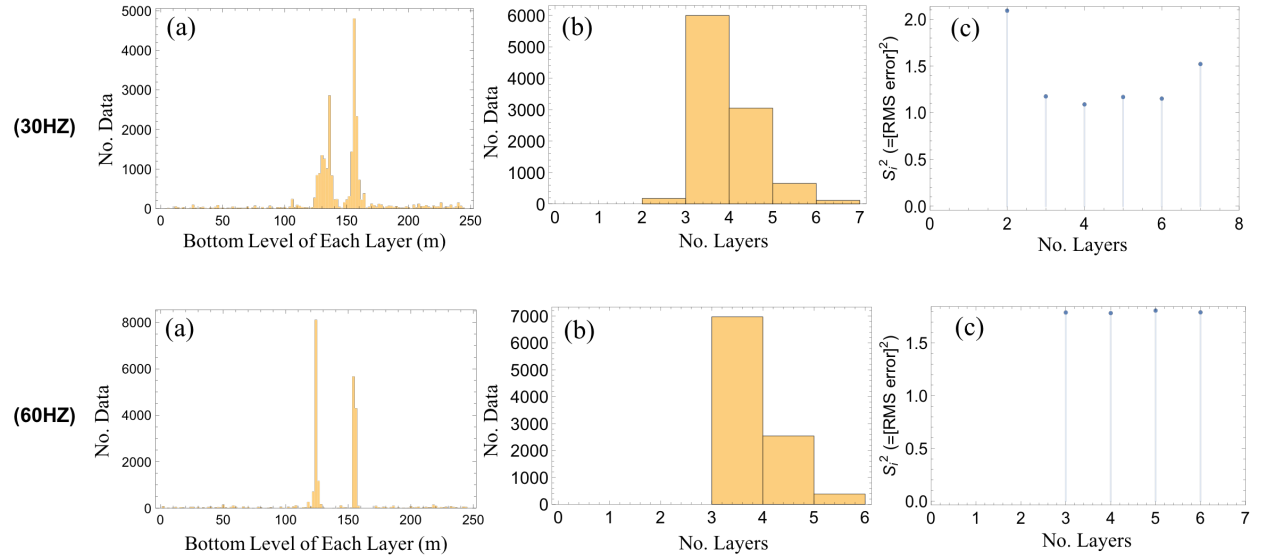 (30HZ)
(a)
No. Data
5000
4000
3000
2000
1000
0
0 50 100 150 200 250
Bottom Level of Each Layer (m)
(b)
No. Data
6000
5000
4000
3000
2000
1000
0
0 1 2 3 4 5 6 7
No. Layers
(c)
S_i^2 (=[RMS error]^2)
2.0
1.5
1.0
0.5
0.0
0 2 4 6 8
No. Layers
(60HZ)
(a)
No. Data
8000
6000
4000
2000
0
0 50 100 150 200 250
Bottom Level of Each Layer (m)
(b)
No. Data
7000
6000
5000
4000
3000
2000
1000
0
0 1 2 3 4 5 6
No. Layers
(c)
S_i^2 (=[RMS error]^2)
1.5
1.0
0.5
0.0
0 1 2 3 4 5 6 7
No. Layers